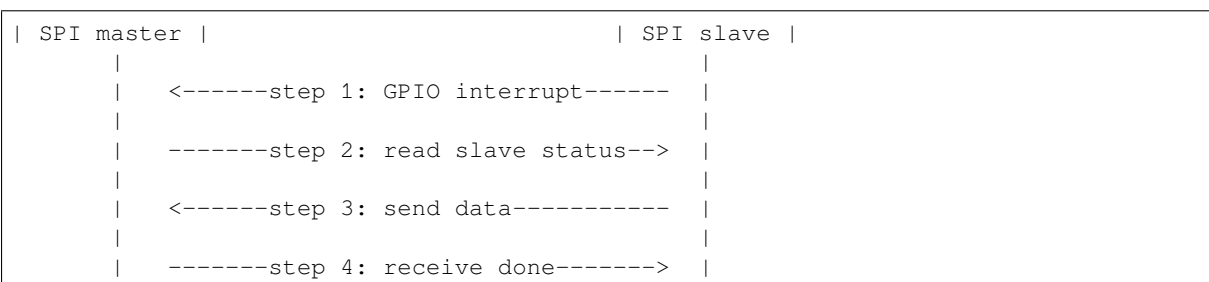 | SPI master |                                | SPI slave |
       |                                             |
       |   <------step 1: GPIO interrupt------  |
       |                                             |
       |   -------step 2: read slave status-->  |
       |                                             |
       |   <------step 3: send data-----------  |
       |                                             |
       |   -------step 4: receive done------->  |